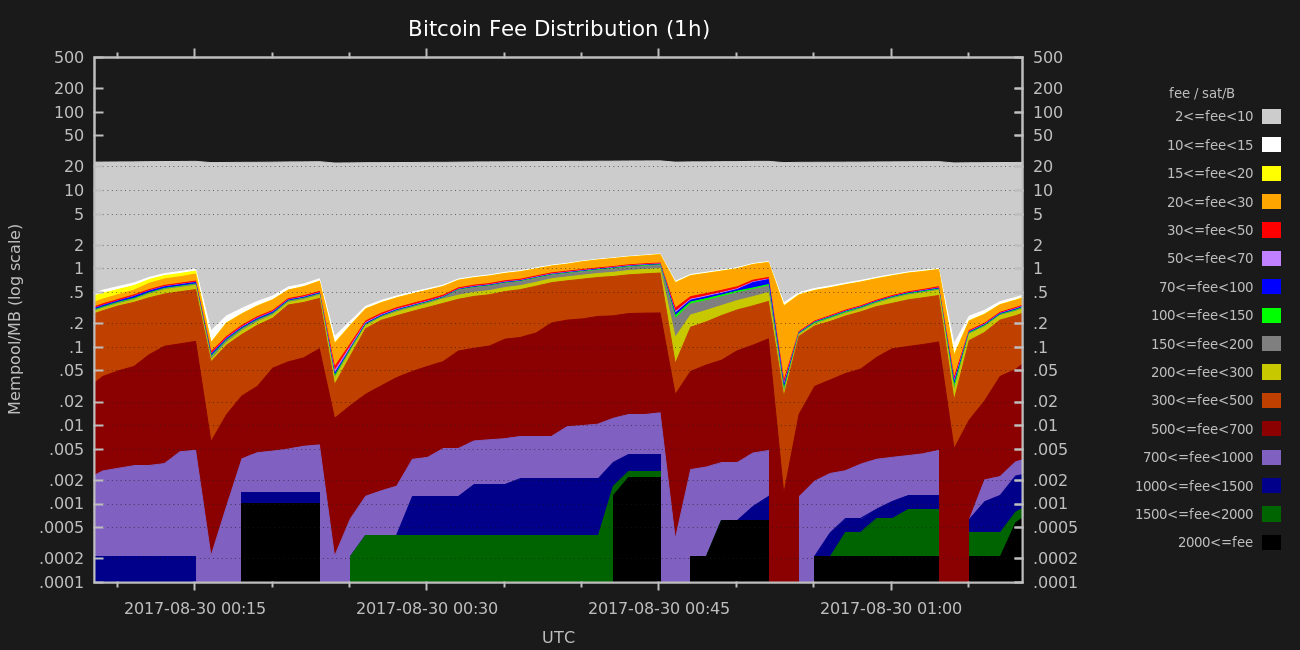 Bitcoin Fee Distribution (1h)
Mempool/MB (log scale)
500
200
100
50
20
10
5
2
1
.5
.2
.1
.05
.02
.01
.005
.002
.001
.0005
.0002
.0001
500
200
100
50
20
10
5
2
1
.5
.2
.1
.05
.02
.01
.005
.002
.001
.0005
.0002
.0001
2017-08-30 00:15
2017-08-30 00:30
2017-08-30 00:45
2017-08-30 01:00
UTC
fee / sat/B
2<=fee<10
10<=fee<15
15<=fee<20
20<=fee<30
30<=fee<50
50<=fee<70
70<=fee<100
100<=fee<150
150<=fee<200
200<=fee<300
300<=fee<500
500<=fee<700
700<=fee<1000
1000<=fee<1500
1500<=fee<2000
2000<=fee